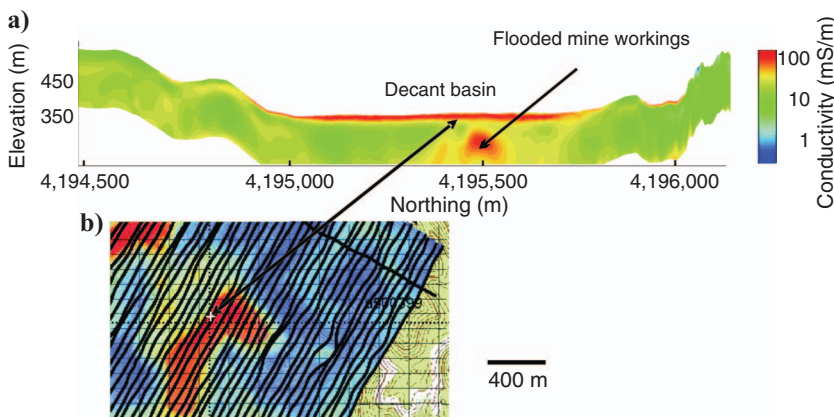 a)
Flooded mine workings
Decant basin
Elevation (m)
450
350
4,194,500
4,195,000
4,195,500
4,196,000
Northing (m)
100
10
1
Conductivity (mS/m)
b)
400 m